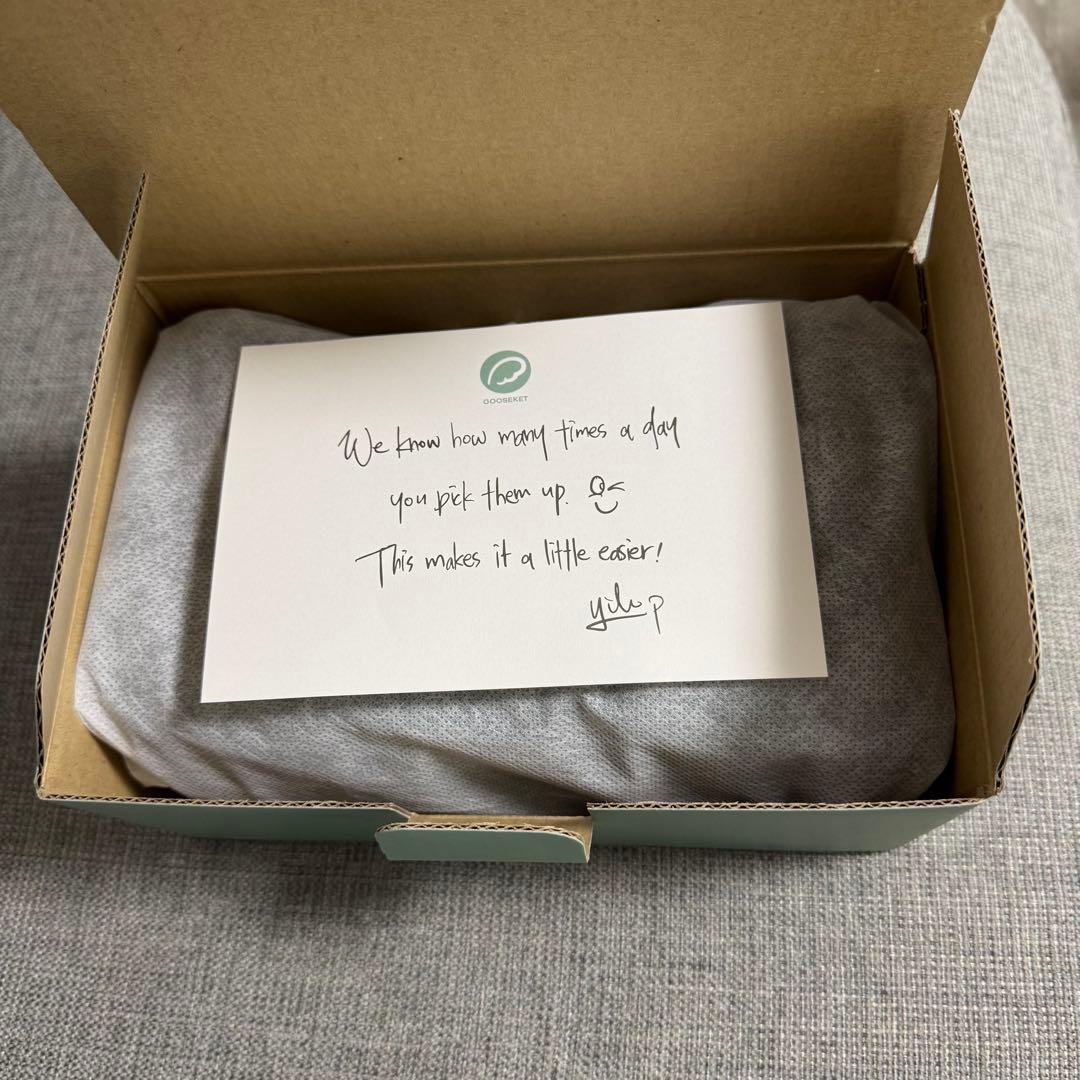 GOOSEKET
We know how many times a day
you pick them up.
This makes it a little easier!